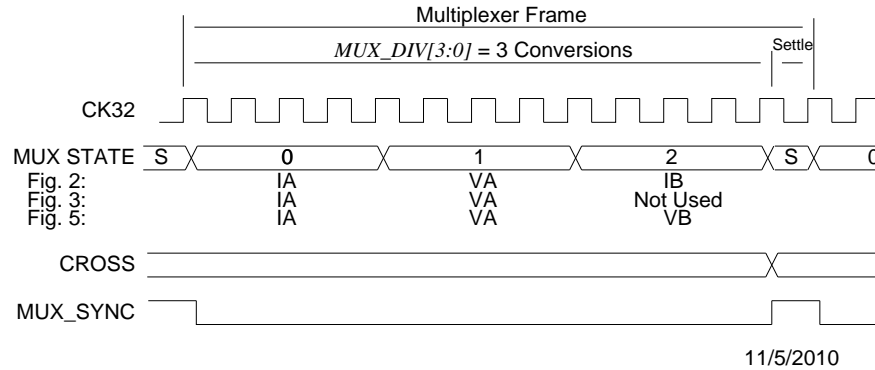 Multiplexer Frame
MUX_DIV[3:0] = 3 Conversions
Settle
CK32
MUX STATE S 0 1 2 S 0
Fig. 2: IA VA IB
Fig. 3: IA VA Not Used
Fig. 5: IA VA VB
CROSS
MUX_SYNC
11/5/2010